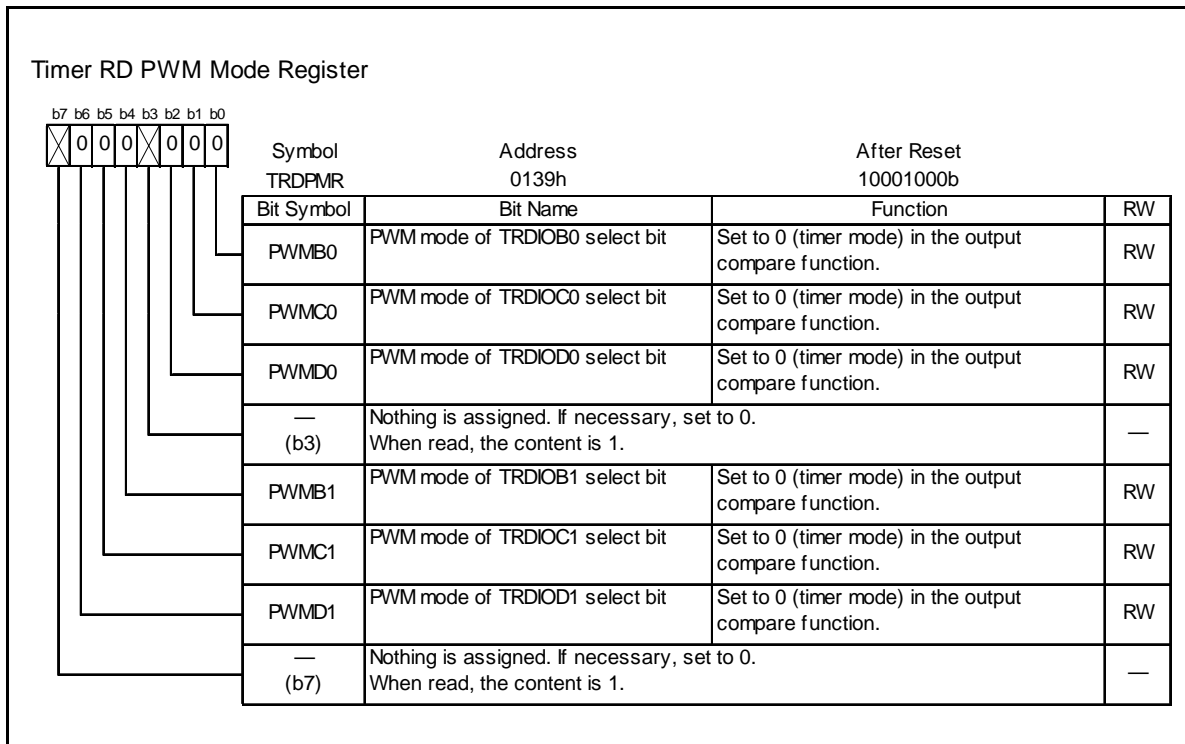 Timer RD PWM Mode Register
b7 b6 b5 b4 b3 b2 b1 b0
0 0 0 0 0 0
Symbol Address After Reset
TRDPMR 0139h 10001000b
Bit Symbol Bit Name Function RW
PWMB0 PWM mode of TRDIOB0 select bit Set to 0 (timer mode) in the output RW
compare function.
PWMC0 PWM mode of TRDIOC0 select bit Set to 0 (timer mode) in the output RW
compare function.
PWMD0 PWM mode of TRDIOD0 select bit Set to 0 (timer mode) in the output RW
compare function.
— Nothing is assigned. If necessary, set to 0. —
(b3) When read, the content is 1.
PWMB1 PWM mode of TRDIOB1 select bit Set to 0 (timer mode) in the output RW
compare function.
PWMC1 PWM mode of TRDIOC1 select bit Set to 0 (timer mode) in the output RW
compare function.
PWMD1 PWM mode of TRDIOD1 select bit Set to 0 (timer mode) in the output RW
compare function.
— Nothing is assigned. If necessary, set to 0. —
(b7) When read, the content is 1.